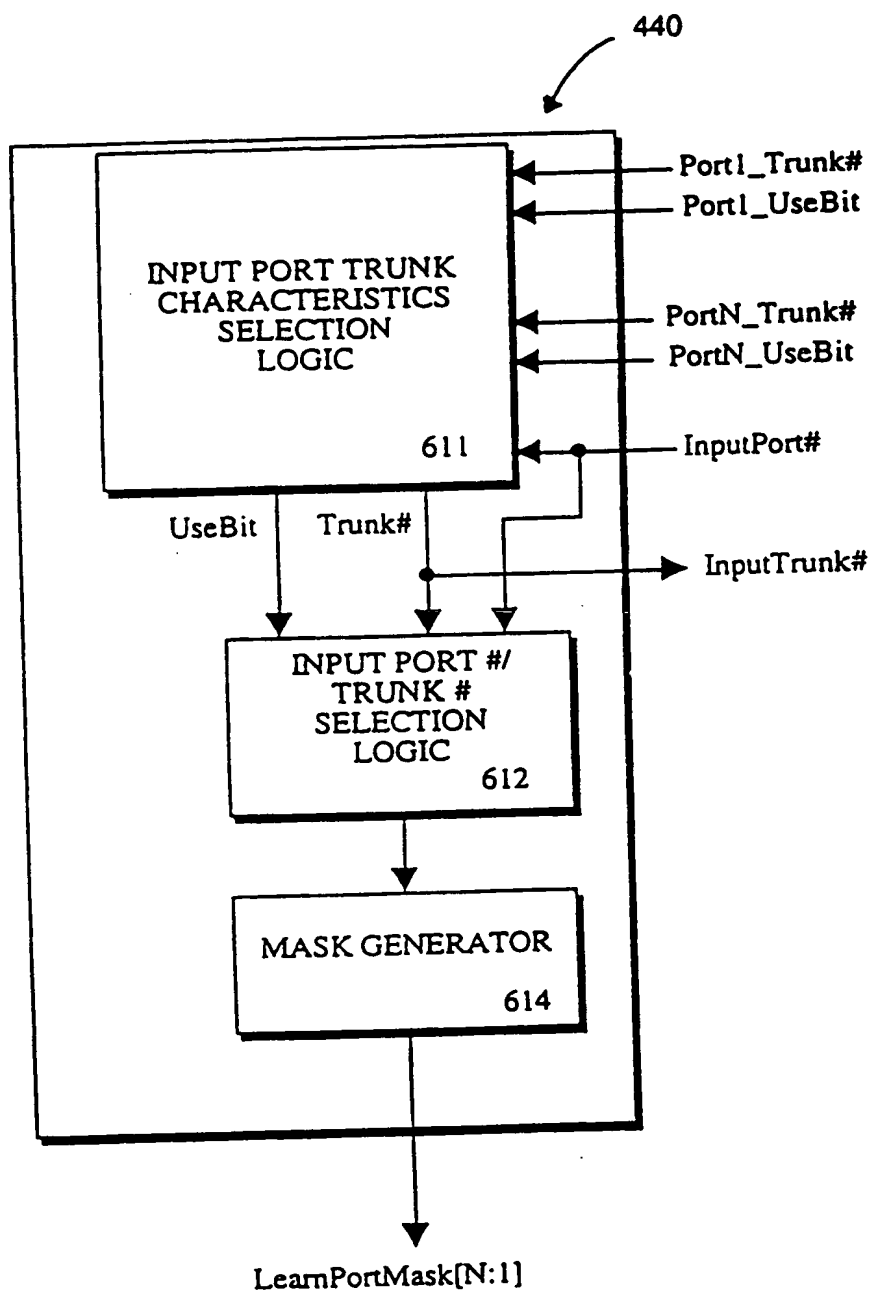 440
Port1_Trunk#
Port1_UseBit
INPUT PORT TRUNK
CHARACTERISTICS
SELECTION
LOGIC
PortN_Trunk#
PortN_UseBit
611
InputPort#
UseBit
Trunk#
InputTrunk#
INPUT PORT #/
TRUNK #
SELECTION
LOGIC
612
MASK GENERATOR
614
LearnPortMask[N:1]